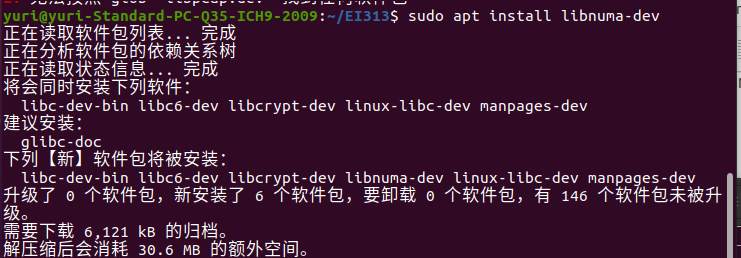 yuri@yuri-Standard-PC-Q35-ICH9-2009:~/EI313$ sudo apt install libnuma-dev
正在读取软件包列表... 完成
正在分析软件包的依赖关系树
正在读取状态信息... 完成
将会同时安装下列软件:
  libc-dev-bin libc6-dev libcrypt-dev linux-libc-dev manpages-dev
建议安装:
  glibc-doc
下列【新】软件包将被安装:
  libc-dev-bin libc6-dev libcrypt-dev libnuma-dev linux-libc-dev manpages-dev
升级了 0 个软件包,新安装了 6 个软件包,要卸载 0 个软件包,有 146 个软件包未被升
级。
需要下载 6,121 kB 的归档。
解压缩后会消耗 30.6 MB 的额外空间。